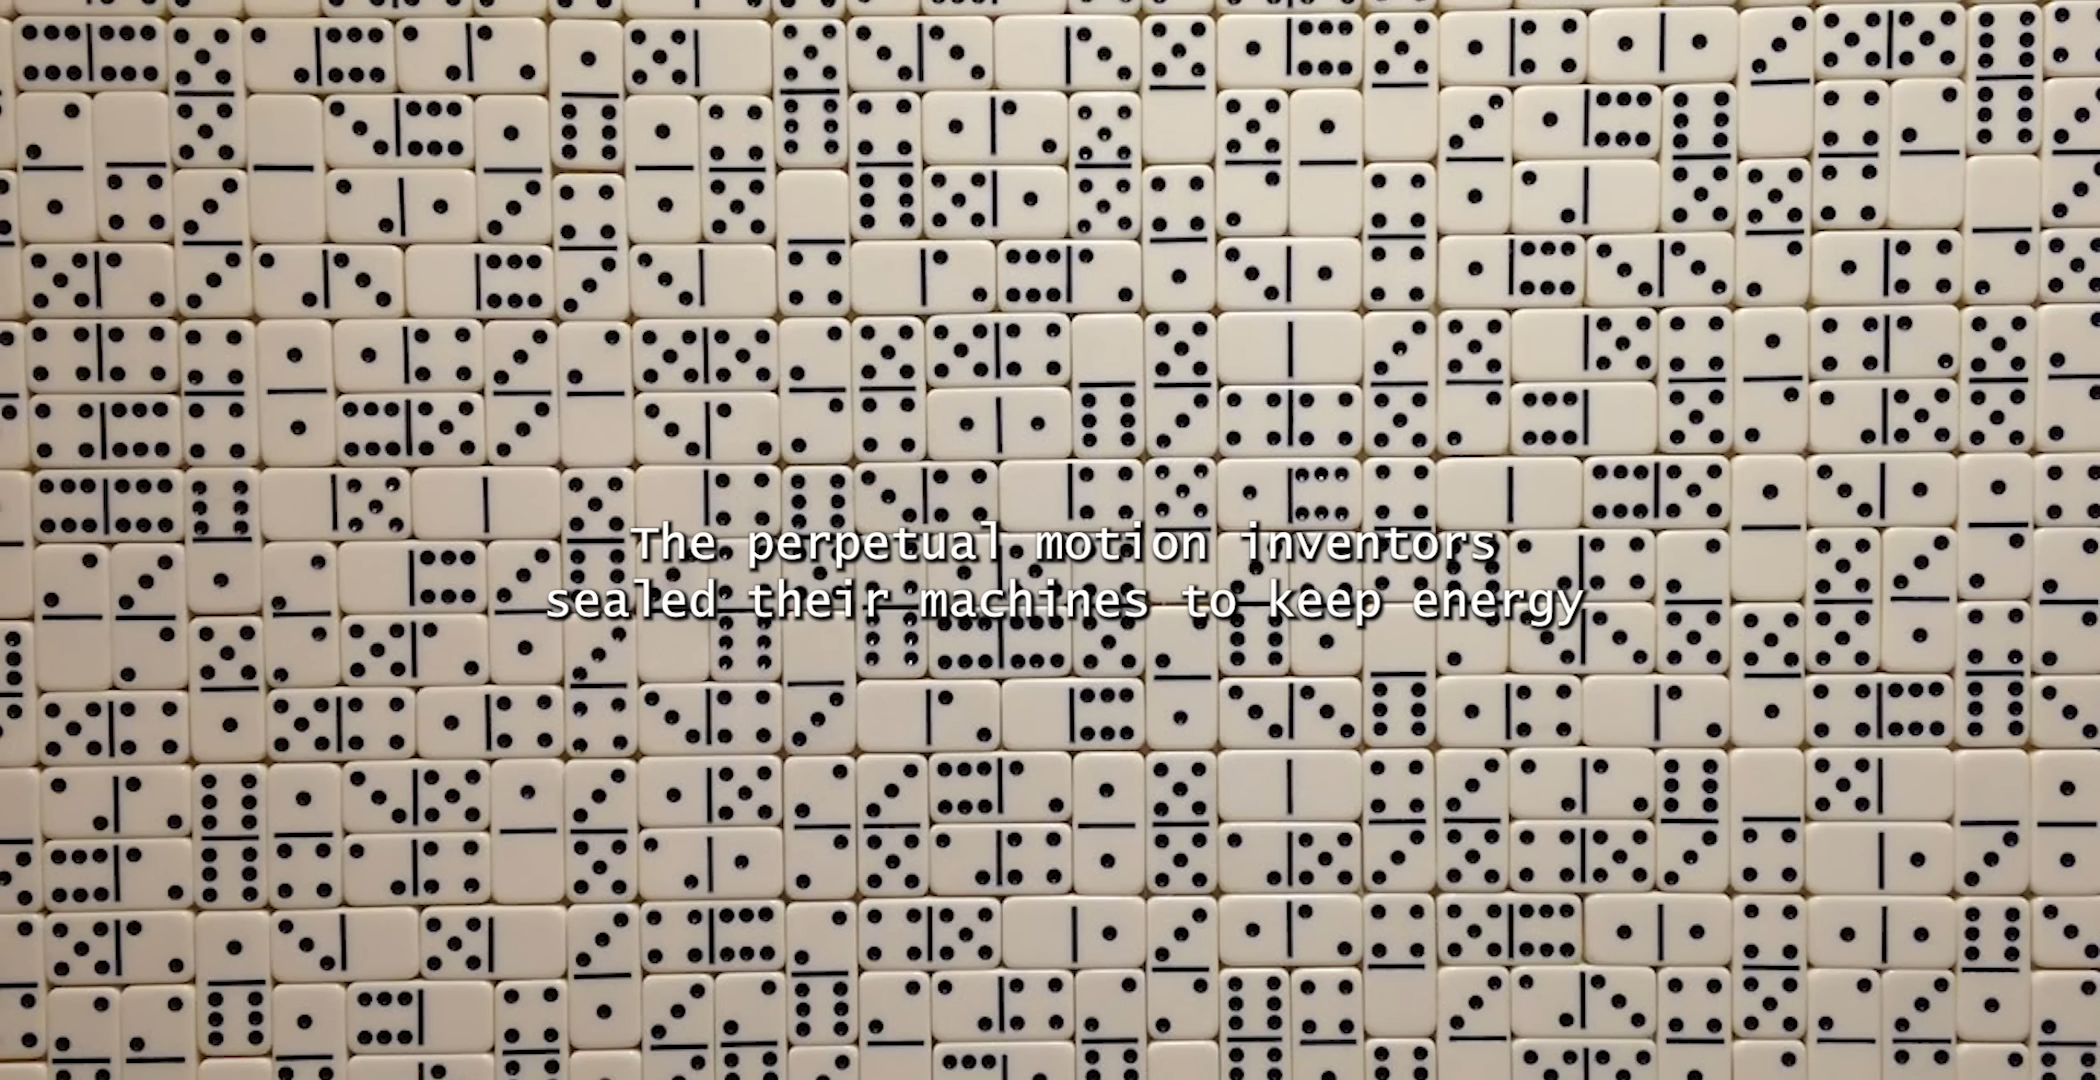 The perpetual motion inventors
sealed their machines to keep energy